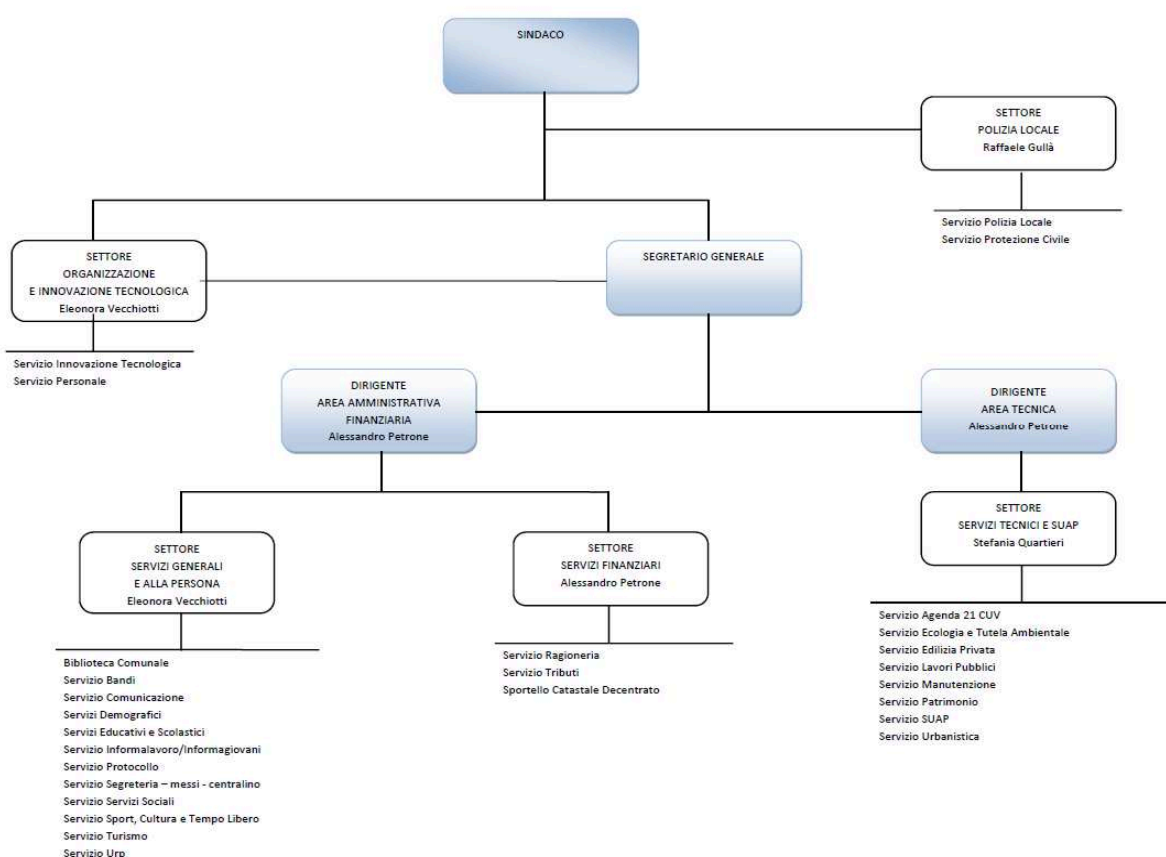 SINDACO
SETTORE
POLIZIA LOCALE
Raffaele Gullà
Servizio Polizia Locale
Servizio Protezione Civile
SETTORE
ORGANIZZAZIONE
E INNOVAZIONE TECNOLOGICA
Eleonora Vecchiotti
SEGRETARIO GENERALE
Servizio Innovazione Tecnologica
Servizio Personale
DIRIGENTE
AREA AMMINISTRATIVA
FINANZIARIA
Alessandro Petrone
DIRIGENTE
AREA TECNICA
Alessandro Petrone
SETTORE
SERVIZI GENERALI
E ALLA PERSONA
Eleonora Vecchiotti
SETTORE
SERVIZI FINANZIARI
Alessandro Petrone
SETTORE
SERVIZI TECNICI E SUAP
Stefania Quartieri
Biblioteca Comunale
Servizio Bandi
Servizio Comunicazione
Servizi Demografici
Servizi Educativi e Scolastici
Servizio Informalavoro/Informagiovani
Servizio Protocollo
Servizio Segreteria – messi - centralino
Servizio Servizi Sociali
Servizio Sport, Cultura e Tempo Libero
Servizio Turismo
Servizio Urp
Servizio Ragioneria
Servizio Tributi
Sportello Catastale Decentrato
Servizio Agenda 21 CUV
Servizio Ecologia e Tutela Ambientale
Servizio Edilizia Privata
Servizio Lavori Pubblici
Servizio Manutenzione
Servizio Patrimonio
Servizio SUAP
Servizio Urbanistica